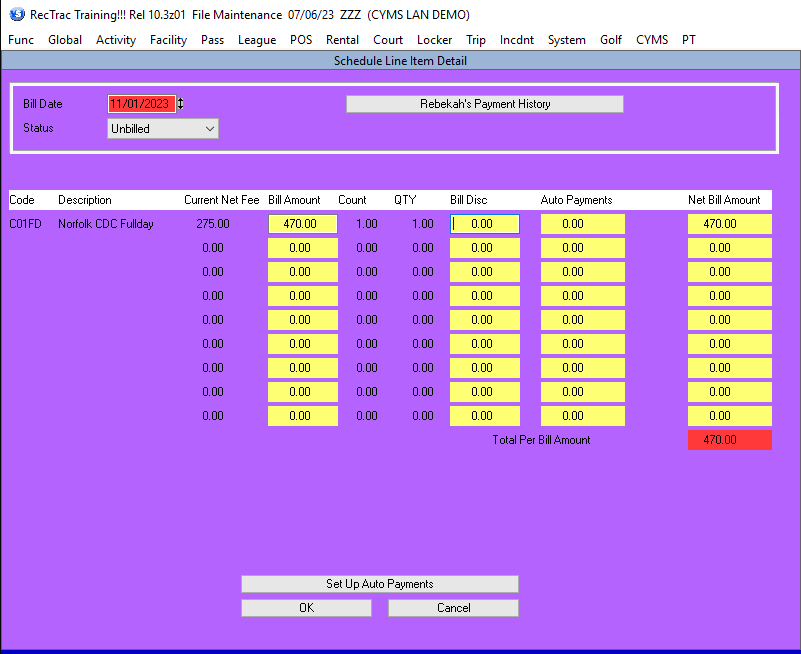 RecTrac Training!!! Rel 10.3z01 File Maintenance 07/06/23 ZZZ (CYMS LAN DEMO)
Func Global Activity Facility Pass League POS Rental Court Locker Trip Incdnt System Golf CYMS PT
Schedule Line Item Detail
Bill Date 11/01/2023 Rebekah's Payment History
Status Unbilled
Code Description Current Net Fee Bill Amount Count QTY Bill Disc Auto Payments Net Bill Amount
C01FD Norfolk CDC Fullday 275.00 470.00 1.00 1.00 0.00 0.00 470.00
0.00 0.00 0.00 0.00 0.00 0.00 0.00
0.00 0.00 0.00 0.00 0.00 0.00 0.00
0.00 0.00 0.00 0.00 0.00 0.00 0.00
0.00 0.00 0.00 0.00 0.00 0.00 0.00
0.00 0.00 0.00 0.00 0.00 0.00 0.00
0.00 0.00 0.00 0.00 0.00 0.00 0.00
0.00 0.00 0.00 0.00 0.00 0.00 0.00
0.00 0.00 0.00 0.00 0.00 0.00 0.00
Total Per Bill Amount 470.00
Set Up Auto Payments
OK Cancel